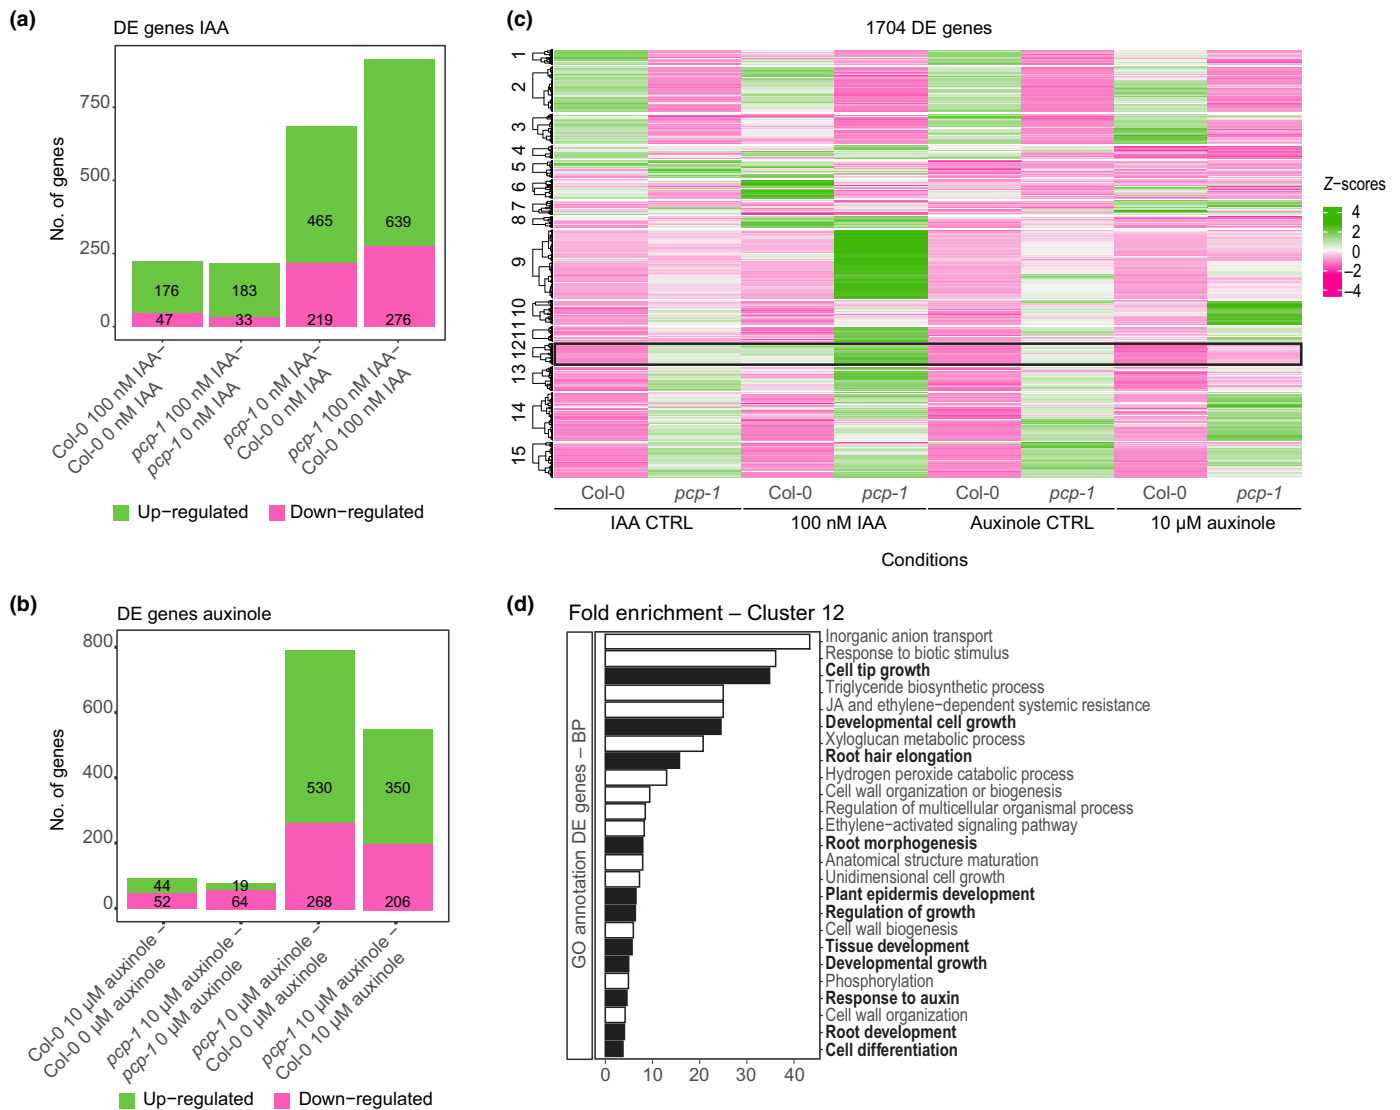 (a)
DE genes IAA
No. of genes
750
500
250
0
176
47
183
33
465
219
639
276
Col-0 100 nM IAA−
Col-0 0 nM IAA
pcp-1 100 nM IAA−
pcp-1 0 nM IAA
pcp-1 0 nM IAA−
Col-0 0 nM IAA
pcp-1 100 nM IAA−
Col-0 100 nM IAA
Up−regulated
Down−regulated
(b)
DE genes auxinole
No. of genes
800
600
400
200
0
44
52
19
64
530
268
350
206
Col-0 10 µM auxinole −
Col-0 0 µM auxinole
pcp-1 10 µM auxinole −
pcp-1 0 µM auxinole
pcp-1 0 µM auxinole −
Col-0 0 µM auxinole
pcp-1 10 µM auxinole −
Col-0 10 µM auxinole
Up−regulated
Down−regulated
(c)
1704 DE genes
1
2
3
4
5
6
7
8
9
10
11
12
13
14
15
Col-0
pcp-1
Col-0
pcp-1
Col-0
pcp-1
Col-0
pcp-1
IAA CTRL
100 nM IAA
Auxinole CTRL
10 µM auxinole
Conditions
Z−scores
4
2
0
−2
−4
(d)
Fold enrichment – Cluster 12
GO annotation DE genes – BP
Inorganic anion transport
Response to biotic stimulus
Cell tip growth
Triglyceride biosynthetic process
JA and ethylene−dependent systemic resistance
Developmental cell growth
Xyloglucan metabolic process
Root hair elongation
Hydrogen peroxide catabolic process
Cell wall organization or biogenesis
Regulation of multicellular organismal process
Ethylene−activated signaling pathway
Root morphogenesis
Anatomical structure maturation
Unidimensional cell growth
Plant epidermis development
Regulation of growth
Cell wall biogenesis
Tissue development
Developmental growth
Phosphorylation
Response to auxin
Cell wall organization
Root development
Cell differentiation
0
10
20
30
40